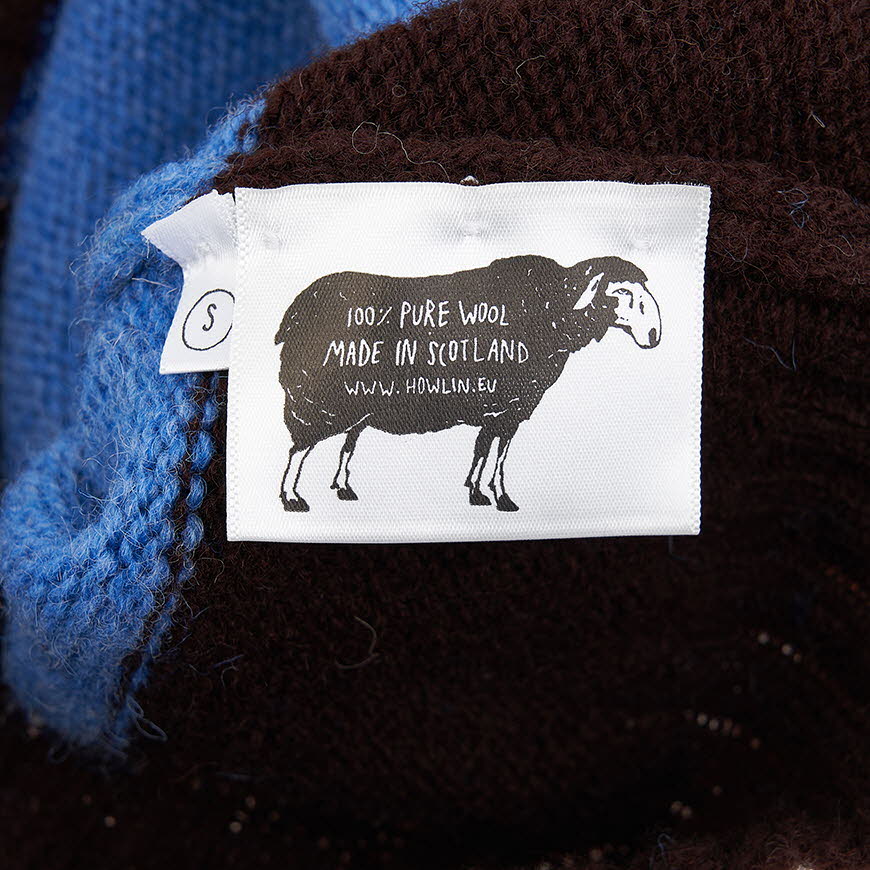 S
100% PURE WOOL
MADE IN SCOTLAND
WWW.HOWLIN.EU